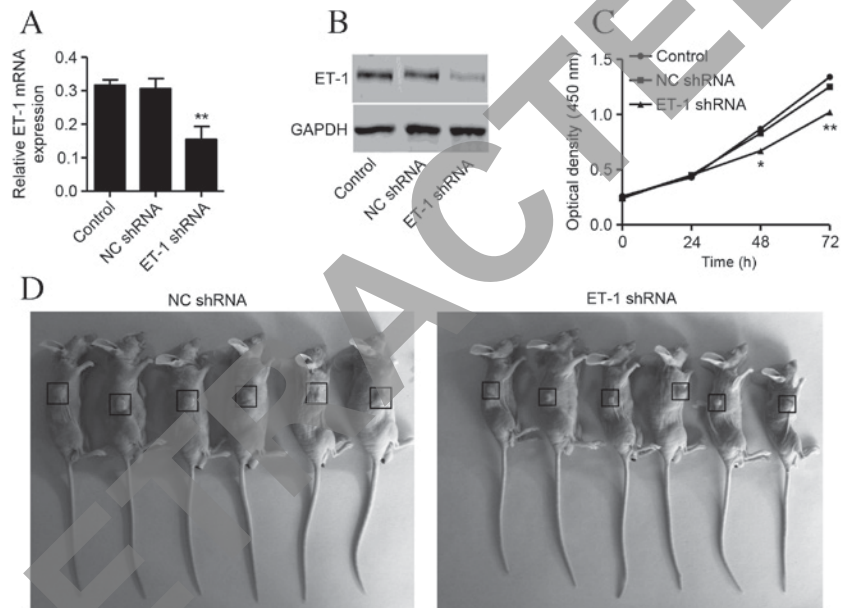 A
Relative ET-1 mRNA
expression
0.4
0.3
0.2
0.1
0.0
**
Control
NC shRNA
ET-1 shRNA
B
ET-1
GAPDH
Control
NC shRNA
ET-1 shRNA
C
Optical density (450 nm)
1.5
1.0
0.5
0.0
Control
NC shRNA
ET-1 shRNA
*
**
0 24 48 72
Time (h)
D
NC shRNA
ET-1 shRNA
ETRACTE